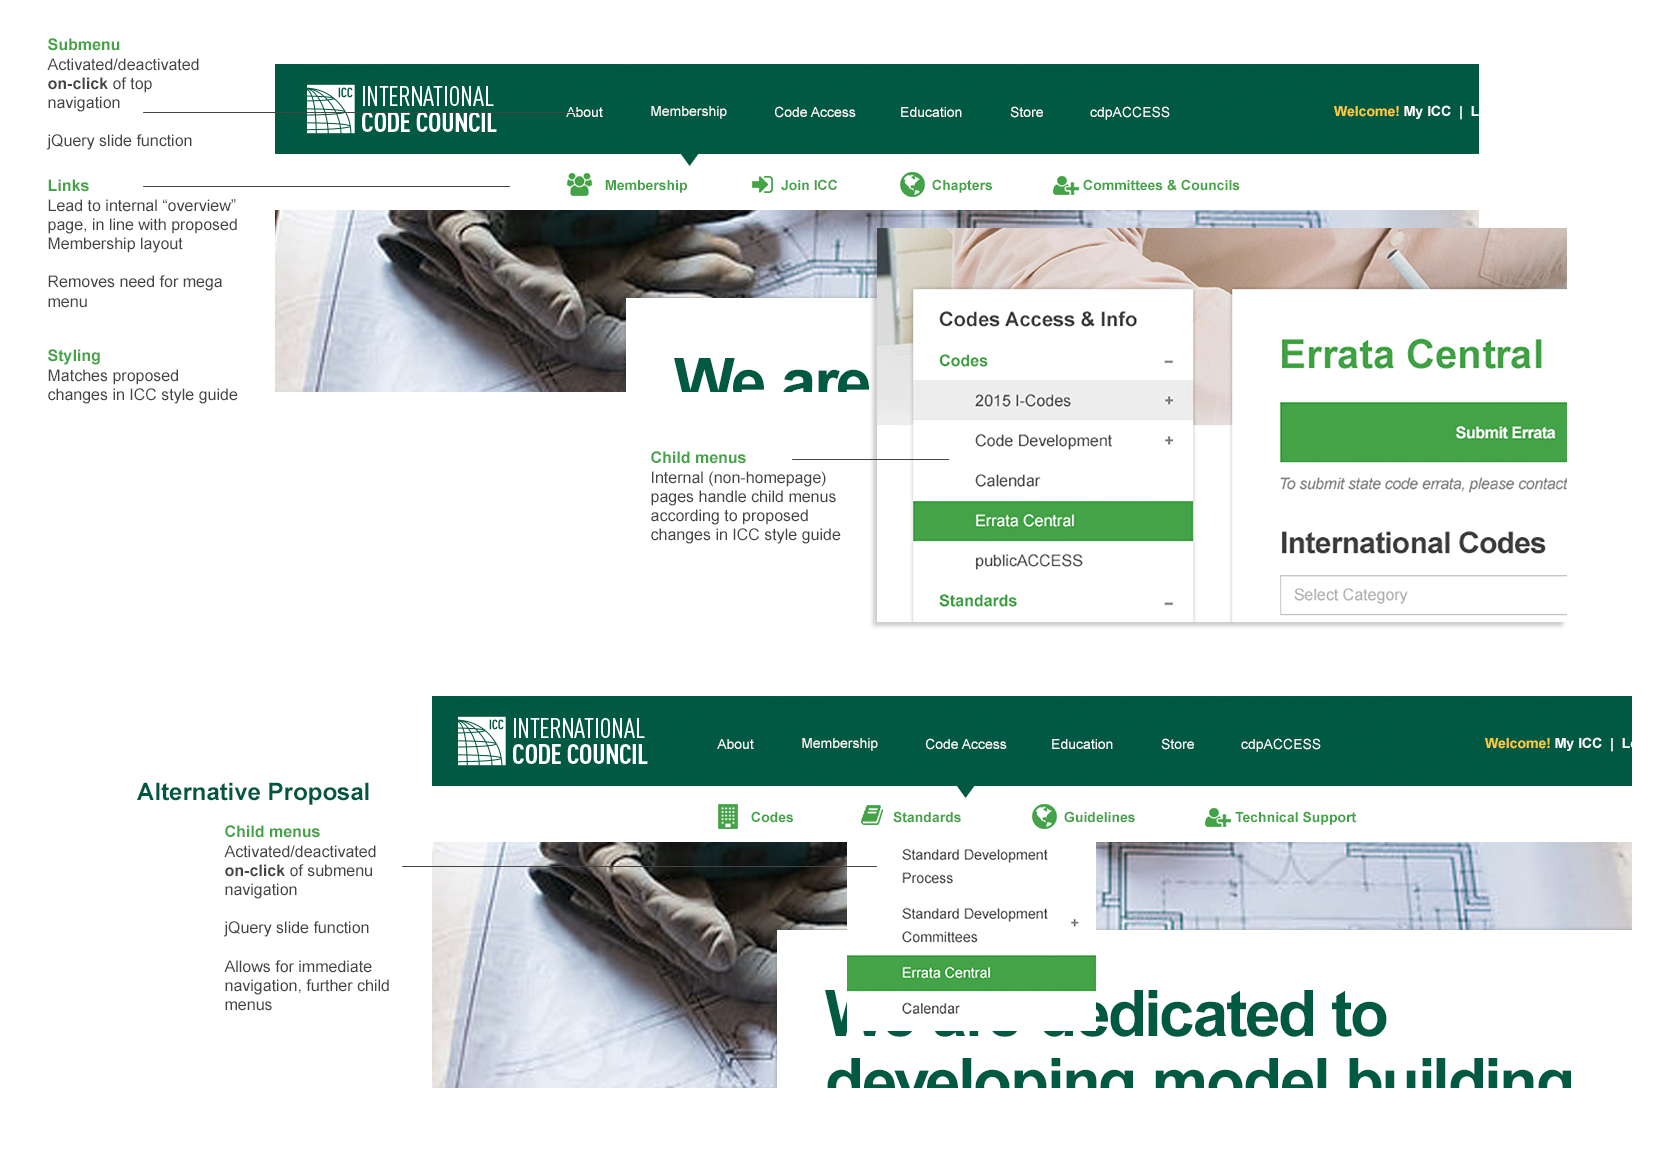 Submenu
Activated/deactivated
on-click of top
navigation
jQuery slide function
Links
Lead to internal “overview”
page, in line with proposed
Membership layout
Removes need for mega
menu
Styling
Matches proposed
changes in ICC style guide
ICC INTERNATIONAL
CODE COUNCIL
About Membership Code Access Education Store cdpACCESS Welcome! My ICC | L
Membership Join ICC Chapters Committees & Councils
We are
Child menus
Internal (non-homepage)
pages handle child menus
according to proposed
changes in ICC style guide
Codes Access & Info
Codes −
2015 I-Codes +
Code Development +
Calendar
Errata Central
publicACCESS
Standards −
Errata Central
Submit Errata
To submit state code errata, please contact
International Codes
Select Category
Alternative Proposal
Child menus
Activated/deactivated
on-click of submenu
navigation
jQuery slide function
Allows for immediate
navigation, further child
menus
ICC INTERNATIONAL
CODE COUNCIL
About Membership Code Access Education Store cdpACCESS Welcome! My ICC | L
Codes Standards Guidelines Technical Support
Standard Development
Process
Standard Development
Committees +
Errata Central
Calendar
We are dedicated to
developing model building